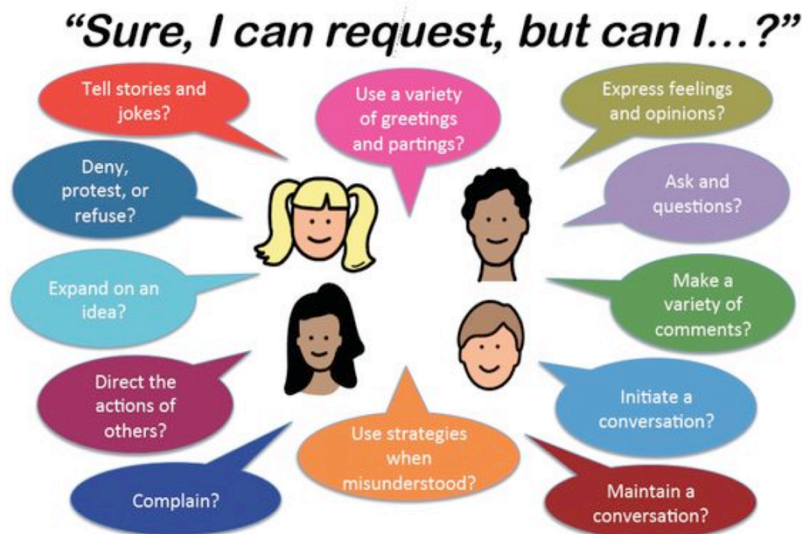 “Sure, I can request, but can I...?”
Tell stories and
jokes?
Use a variety
of greetings
and partings?
Express feelings
and opinions?
Deny,
protest, or
refuse?
Ask and
questions?
Expand on an
idea?
Make a
variety of
comments?
Direct the
actions of
others?
Initiate a
conversation?
Complain?
Use strategies
when
misunderstood?
Maintain a
conversation?